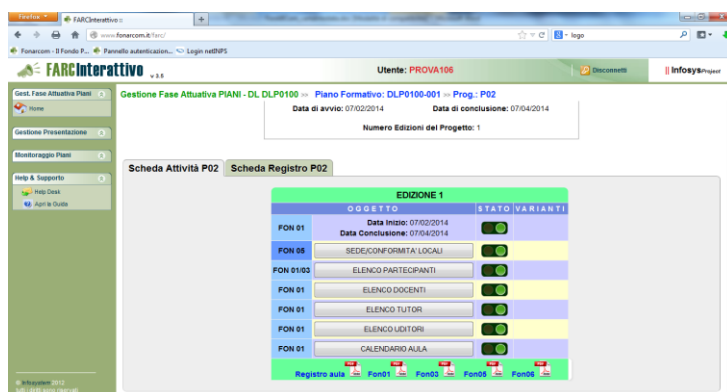 Firefox
FARCInterattivo ::
www.fonarcom.it/farc/
logo
Fonarcom - Il Fondo P...
Pannello autenticazion...
Login netINPS
FARCInterattivo v 3.8
Utente: PROVA106
Disconnetti
Infosys Project
Gest. Fase Attuativa Piani
Home
Gestione Presentazione
Monitoraggio Piani
Help & Supporto
Help Desk
Apri la Guida
Gestione Fase Attuativa PIANI - DL DLP0100 >> Piano Formativo: DLP0100-001 >> Prog.: P02
Data di avvio: 07/02/2014 Data di conclusione: 07/04/2014
Numero Edizioni del Progetto: 1
Scheda Attività P02 Scheda Registro P02
EDIZIONE 1
OGGETTO STATO VARIANTI
FON 01 Data Inizio: 07/02/2014
Data Conclusione: 07/04/2014
FON 05 SEDE/CONFORMITA' LOCALI
FON 01/03 ELENCO PARTECIPANTI
FON 01 ELENCO DOCENTI
FON 01 ELENCO TUTOR
FON 01 ELENCO UDITORI
FON 01 CALENDARIO AULA
Registro aula Fon01 Fon03 Fon05 Fon06
2012